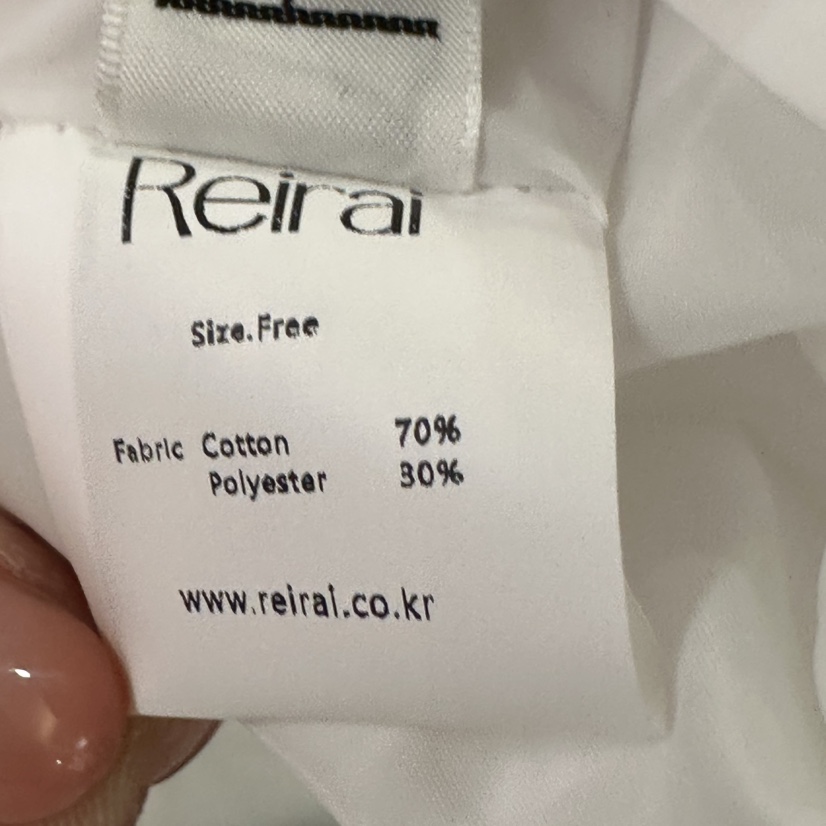 Reirai
Size.Free
Fabric Cotton 70%
Polyester 30%
www.reirai.co.kr